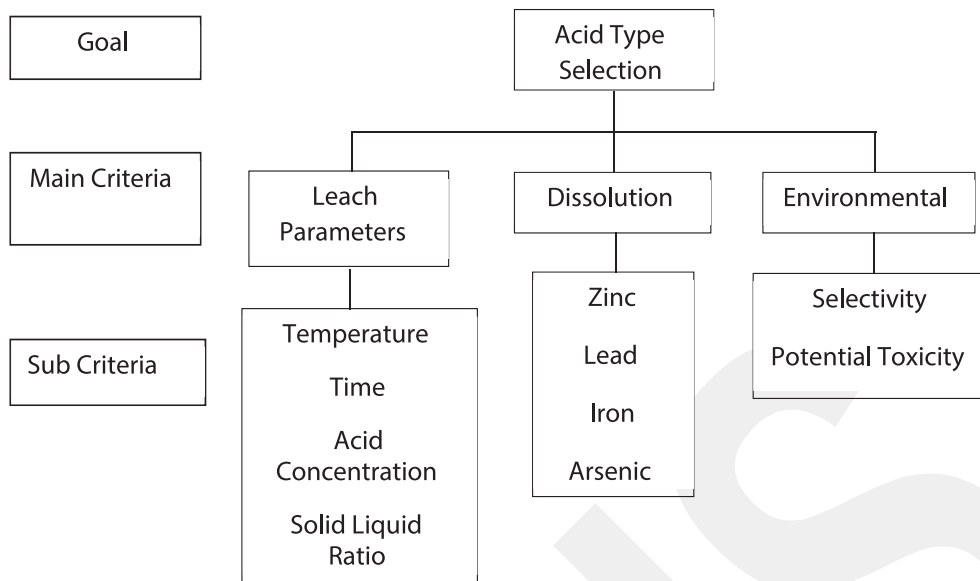 Goal
Acid Type
Selection
Main Criteria
Leach
Parameters
Dissolution
Environmental
Sub Criteria
Temperature
Time
Acid
Concentration
Solid Liquid
Ratio
Zinc
Lead
Iron
Arsenic
Selectivity
Potential Toxicity